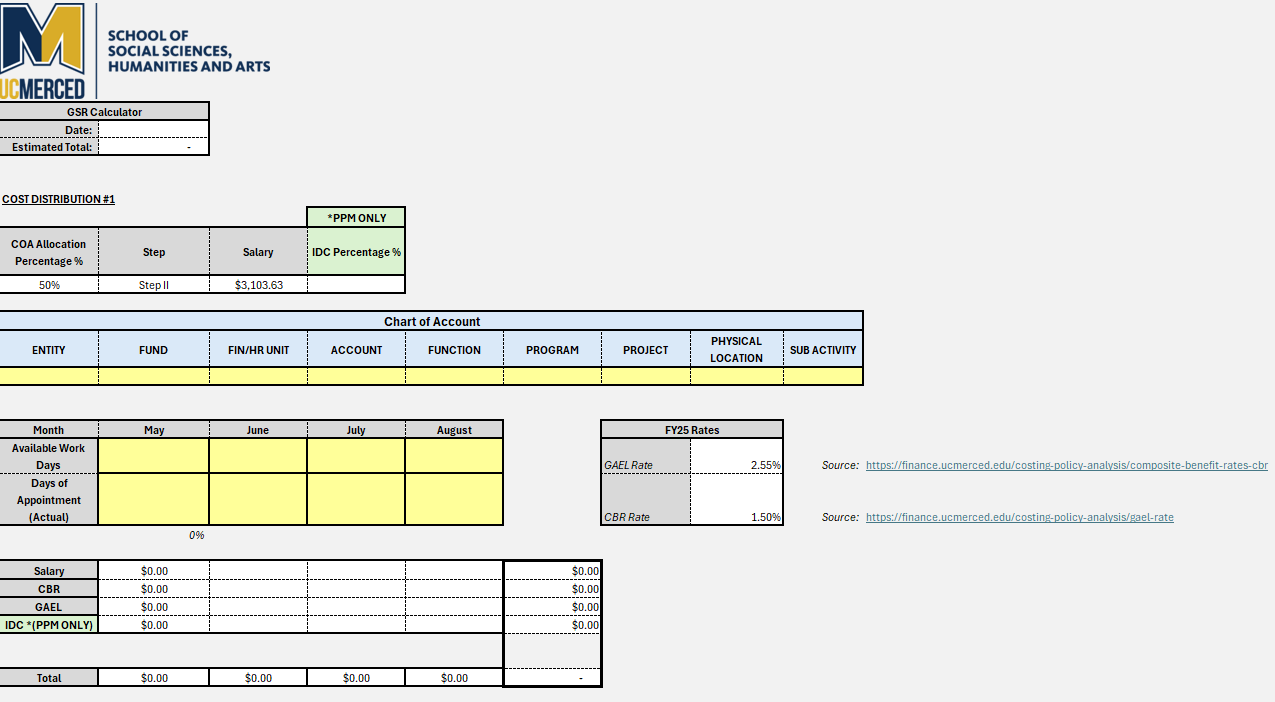 SCHOOL OF
SOCIAL SCIENCES,
HUMANITIES AND ARTS
UCMERCED
GSR Calculator
Date:
Estimated Total: -
COST DISTRIBUTION #1
*PPM ONLY
COA Allocation Percentage % Step Salary IDC Percentage %
50% Step II $3,103.63
Chart of Account
ENTITY FUND FIN/HR UNIT ACCOUNT FUNCTION PROGRAM PROJECT PHYSICAL LOCATION SUB ACTIVITY
Month May June July August FY25 Rates
Available Work Days GAEL Rate 2.55% Source: https://finance.ucmerced.edu/costing-policy-analysis/composite-benefit-rates-cbr
Days of Appointment (Actual) CBR Rate 1.50% Source: https://finance.ucmerced.edu/costing-policy-analysis/gael-rate
0%
Salary $0.00 $0.00
CBR $0.00 $0.00
GAEL $0.00 $0.00
IDC *(PPM ONLY) $0.00 $0.00
Total $0.00 $0.00 $0.00 $0.00 -